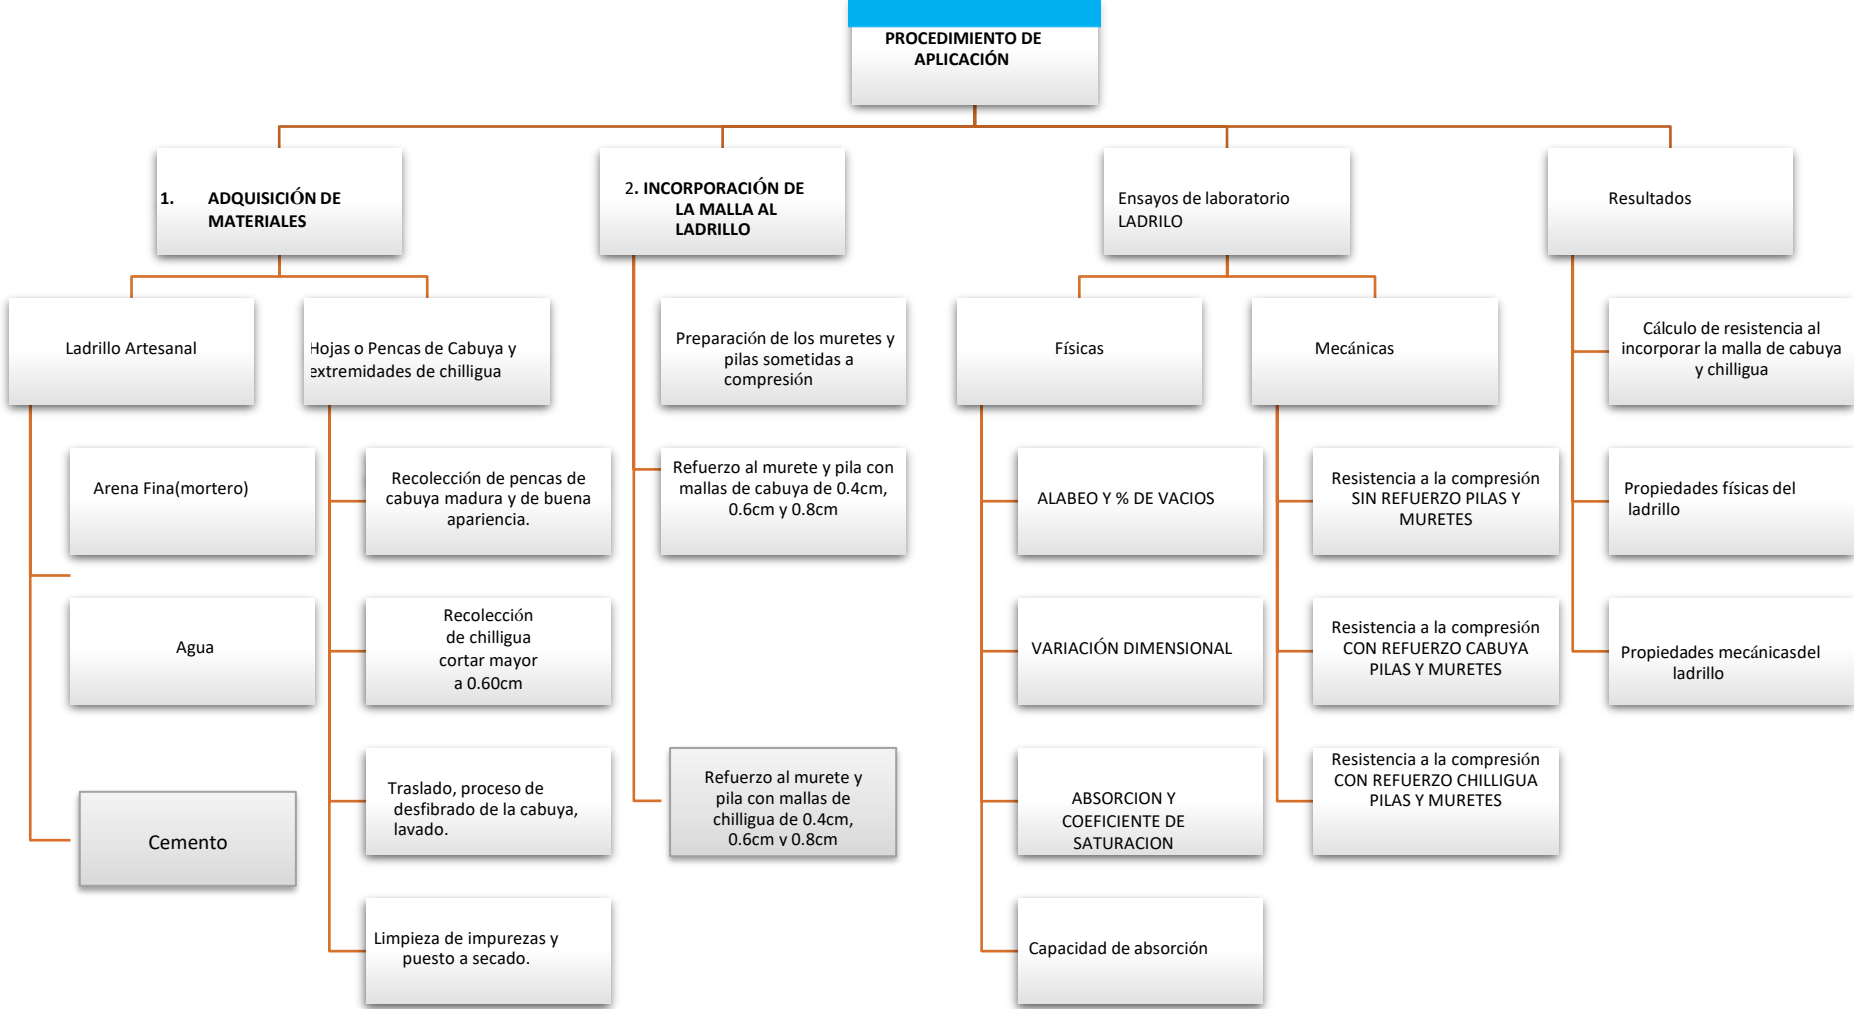 PROCEDIMIENTO DE
APLICACIÓN
1. ADQUISICIÓN DE
MATERIALES
2. INCORPORACIÓN DE
LA MALLA AL
LADRILLO
Ensayos de laboratorio
LADRILO
Resultados
Ladrillo Artesanal
Hojas o Pencas de Cabuya y
extremidades de chilligua
Preparación de los muretes y
pilas sometidas a
compresión
Físicas
Mecánicas
Cálculo de resistencia al
incorporar la malla de cabuya
y chilligua
Arena Fina(mortero)
Recolección de pencas de
cabuya madura y de buena
apariencia.
Refuerzo al murete y pila con
mallas de cabuya de 0.4cm,
0.6cm y 0.8cm
ALABEO Y % DE VACIOS
Resistencia a la compresión
SIN REFUERZO PILAS Y
MURETES
Propiedades físicas del
ladrillo
Agua
Recolección
de chilligua
cortar mayor
a 0.60cm
VARIACIÓN DIMENSIONAL
Resistencia a la compresión
CON REFUERZO CABUYA
PILAS Y MURETES
Propiedades mecánicasdel
ladrillo
Cemento
Traslado, proceso de
desfibrado de la cabuya,
lavado.
Refuerzo al murete y
pila con mallas de
chilligua de 0.4cm,
0.6cm y 0.8cm
ABSORCION Y
COEFICIENTE DE
SATURACION
Resistencia a la compresión
CON REFUERZO CHILLIGUA
PILAS Y MURETES
Limpieza de impurezas y
puesto a secado.
Capacidad de absorción